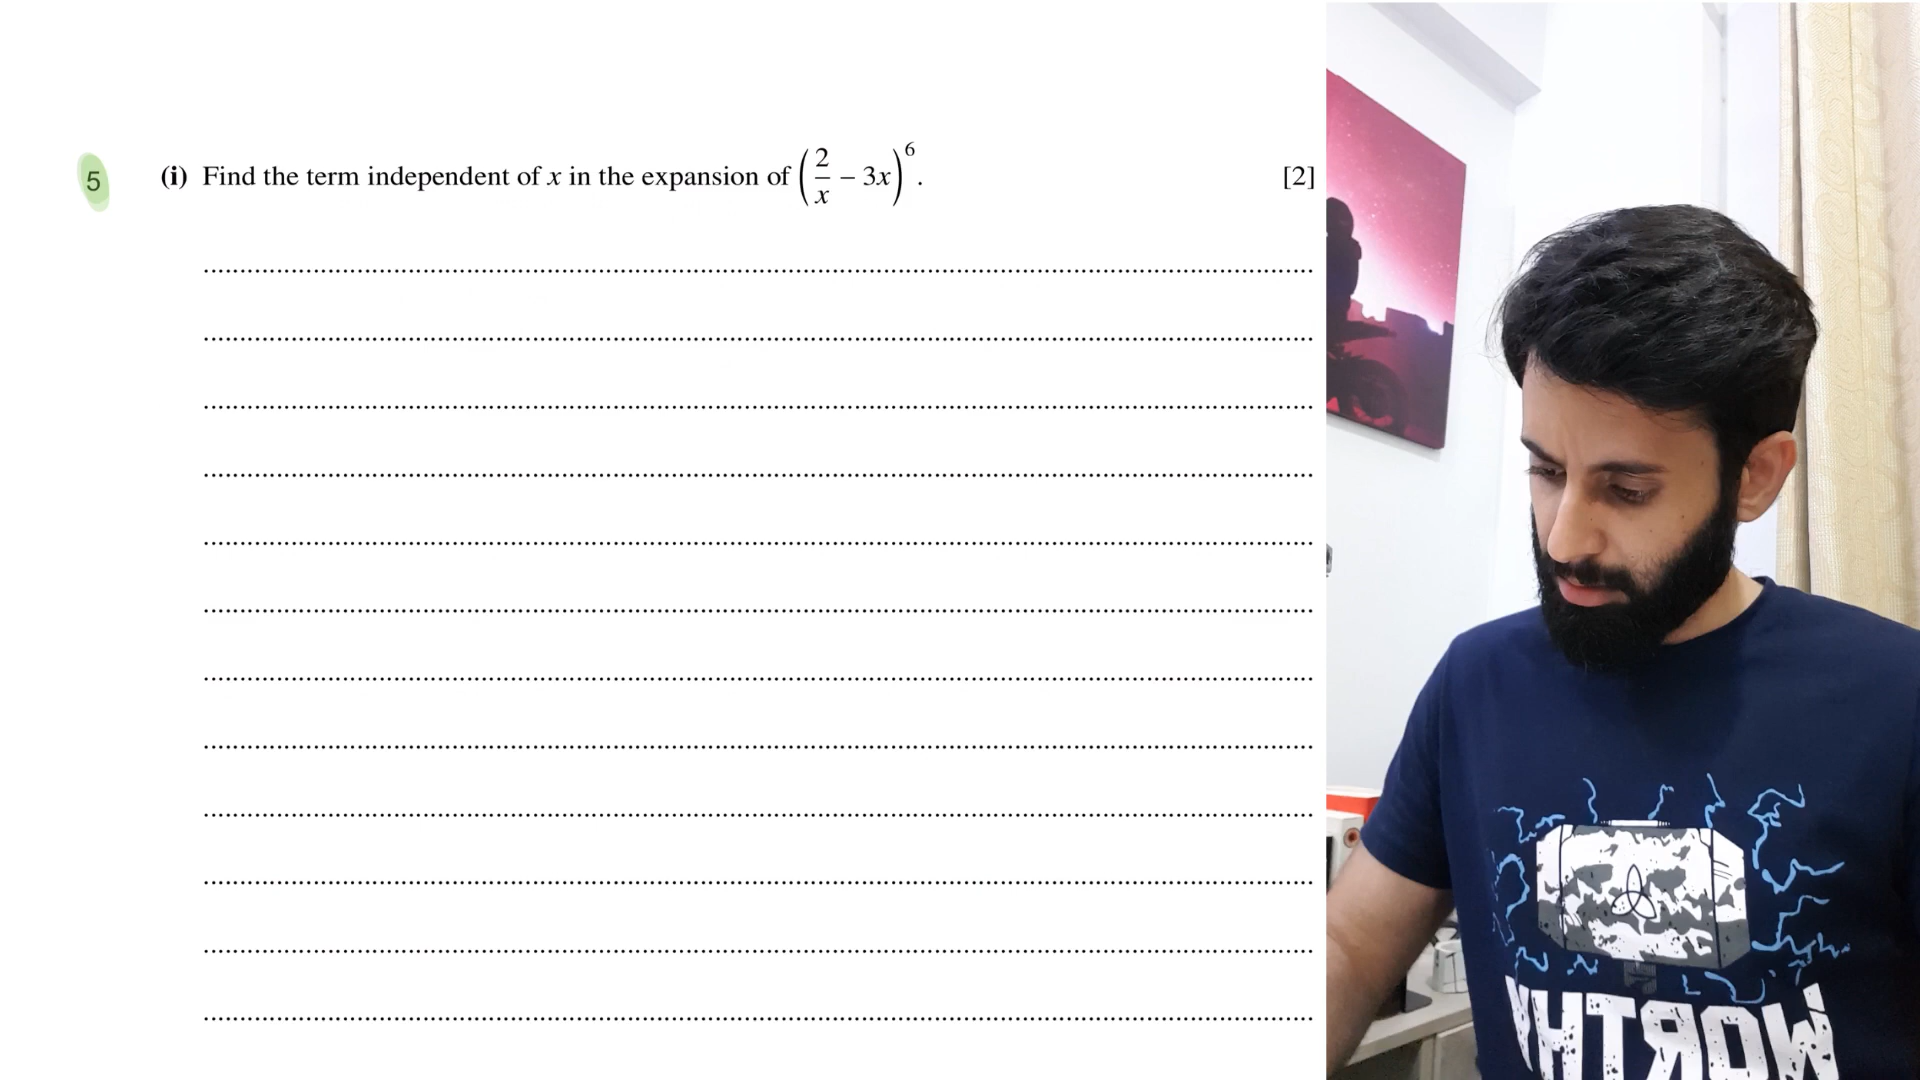 5 (i) Find the term independent of x in the expansion of (2/x − 3x)^6. [2]
WORTHY